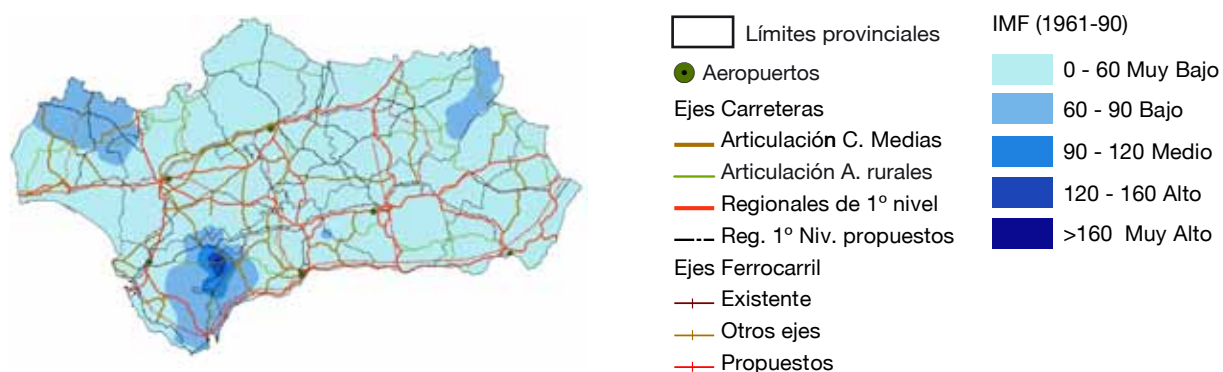 Límites provinciales
Aeropuertos
Ejes Carreteras
Articulación C. Medias
Articulación A. rurales
Regionales de 1º nivel
Reg. 1º Niv. propuestos
Ejes Ferrocarril
Existente
Otros ejes
Propuestos
IMF (1961-90)
0 - 60 Muy Bajo
60 - 90 Bajo
90 - 120 Medio
120 - 160 Alto
>160 Muy Alto